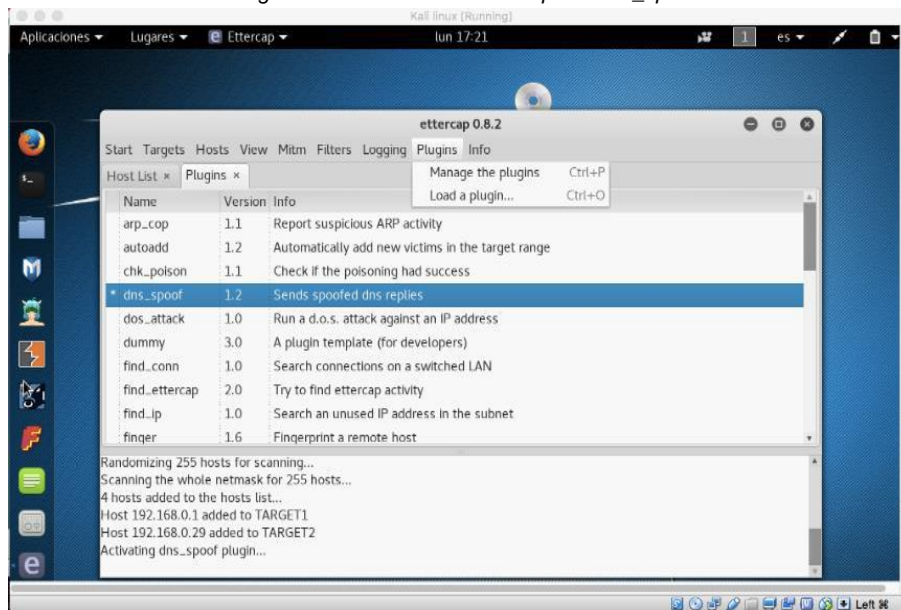 Kali linux [Running]
Aplicaciones Lugares Ettercap lun 17:21 1 es
ettercap 0.8.2
Start Targets Hosts View Mitm Filters Logging Plugins Info
Host List × Plugins ×
Manage the plugins Ctrl+P
Load a plugin... Ctrl+O
Name Version Info
arp_cop 1.1 Report suspicious ARP activity
autoadd 1.2 Automatically add new victims in the target range
chk_poison 1.1 Check if the poisoning had success
* dns_spoof 1.2 Sends spoofed dns replies
dos_attack 1.0 Run a d.o.s. attack against an IP address
dummy 3.0 A plugin template (for developers)
find_conn 1.0 Search connections on a switched LAN
find_ettercap 2.0 Try to find ettercap activity
find_ip 1.0 Search an unused IP address in the subnet
finger 1.6 Fingerprint a remote host
Randomizing 255 hosts for scanning...
Scanning the whole netmask for 255 hosts...
4 hosts added to the hosts list...
Host 192.168.0.1 added to TARGET1
Host 192.168.0.29 added to TARGET2
Activating dns_spoof plugin...
Left ⌘